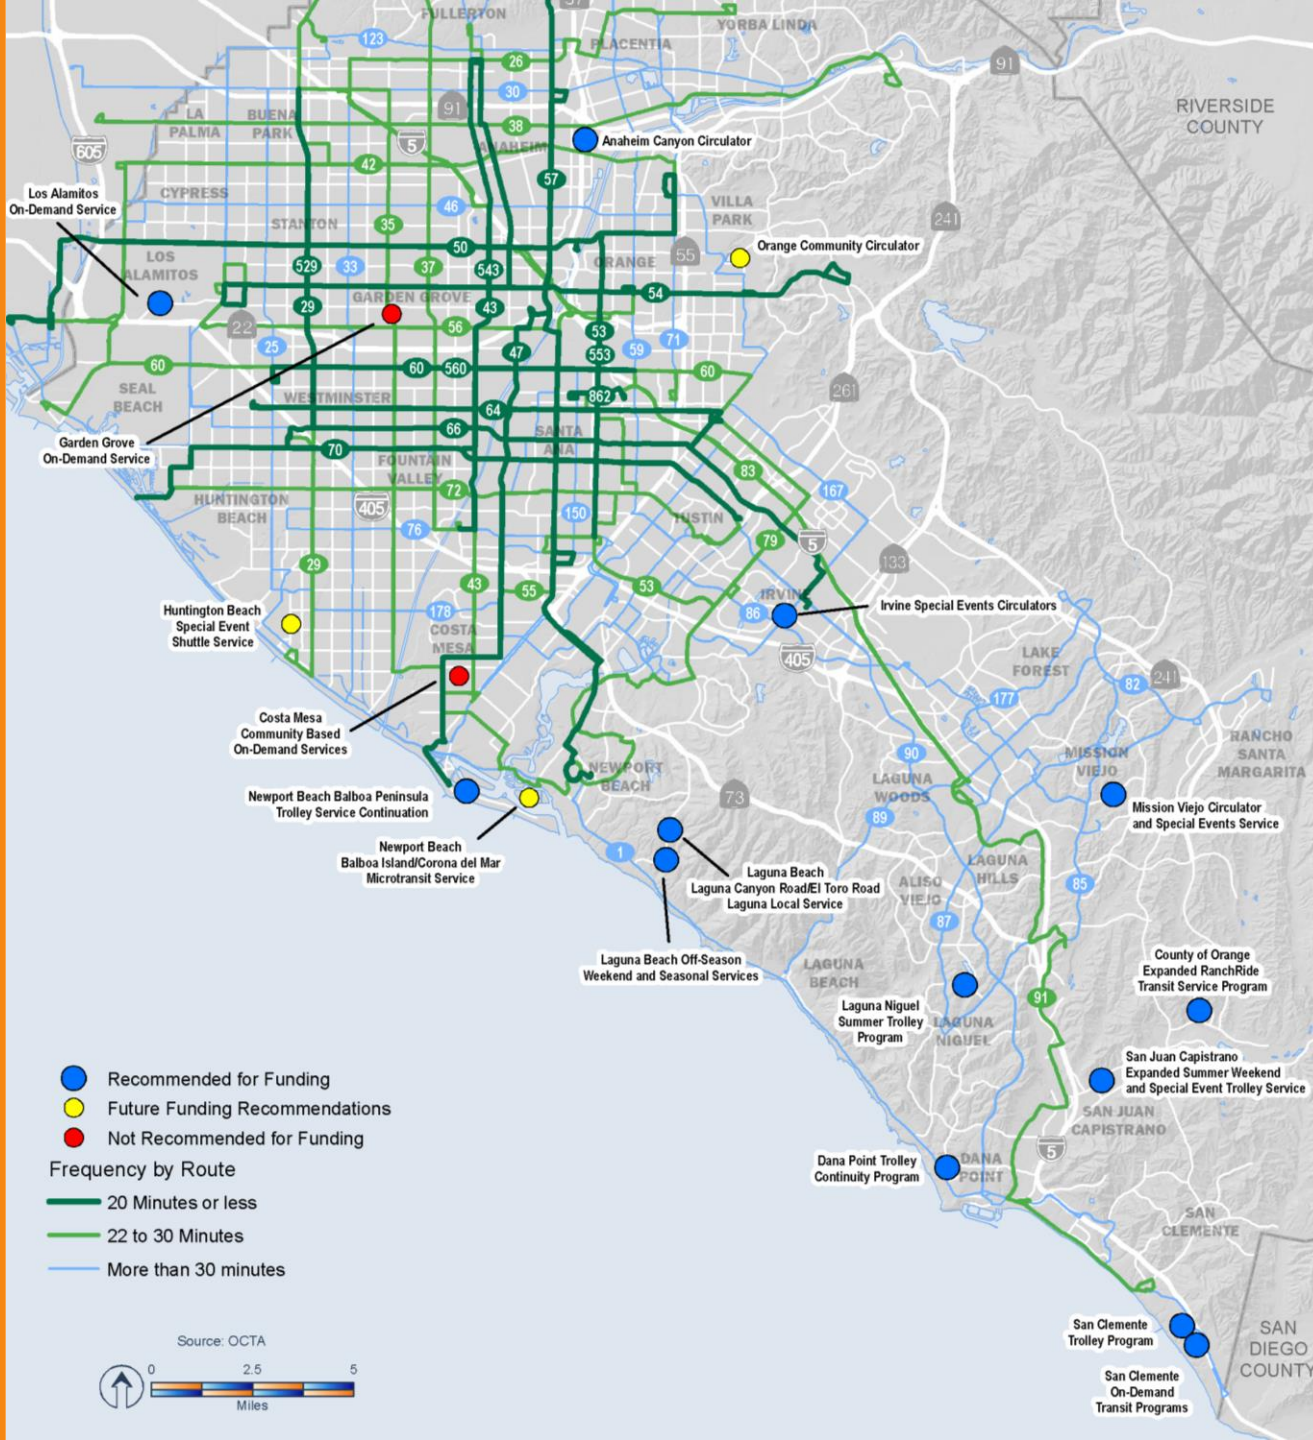 FULLERTON
57
YORBA LINDA
123
PLACENTIA
26
91
30
RIVERSIDE
COUNTY
LA
PALMA
BUENA
PARK
91
38
5
ANAHEIM
Anaheim Canyon Circulator
605
42
57
CYPRESS
Los Alamitos
On-Demand Service
46
VILLA
PARK
241
STANTON
35
50
Orange Community Circulator
55
ORANGE
LOS
ALAMITOS
529
33
37
543
GARDEN GROVE
54
29
43
22
56
53
25
47
553
59
71
60
60
560
60
SEAL
BEACH
261
862
WESTMINSTER
64
66
SANTA
ANA
Garden Grove
On-Demand Service
70
FOUNTAIN
VALLEY
83
72
167
HUNTINGTON
BEACH
405
150
TUSTIN
76
79
5
133
29
43
55
53
IRVINE
86
Irvine Special Events Circulators
Huntington Beach
Special Event
Shuttle Service
178
COSTA
MESA
405
LAKE
FOREST
241
82
177
Costa Mesa
Community Based
On-Demand Services
90
MISSION
VIEJO
RANCHO
SANTA
MARGARITA
NEWPORT
BEACH
73
LAGUNA
WOODS
Newport Beach Balboa Peninsula
Trolley Service Continuation
Mission Viejo Circulator
and Special Events Service
89
Newport Beach
Balboa Island/Corona del Mar
Microtransit Service
1
Laguna Beach
Laguna Canyon Road/El Toro Road
Laguna Local Service
LAGUNA
HILLS
ALISO
VIEJO
85
87
Laguna Beach Off-Season
Weekend and Seasonal Services
LAGUNA
BEACH
County of Orange
Expanded RanchRide
Transit Service Program
91
Laguna Niguel
Summer Trolley
Program
LAGUNA
NIGUEL
San Juan Capistrano
Expanded Summer Weekend
and Special Event Trolley Service
SAN JUAN
CAPISTRANO
5
Dana Point Trolley
Continuity Program
DANA
POINT
SAN
CLEMENTE
San Clemente
Trolley Program
SAN
DIEGO
COUNTY
San Clemente
On-Demand
Transit Programs
Recommended for Funding
Future Funding Recommendations
Not Recommended for Funding
Frequency by Route
20 Minutes or less
22 to 30 Minutes
More than 30 minutes
Source: OCTA
0 2.5 5
Miles